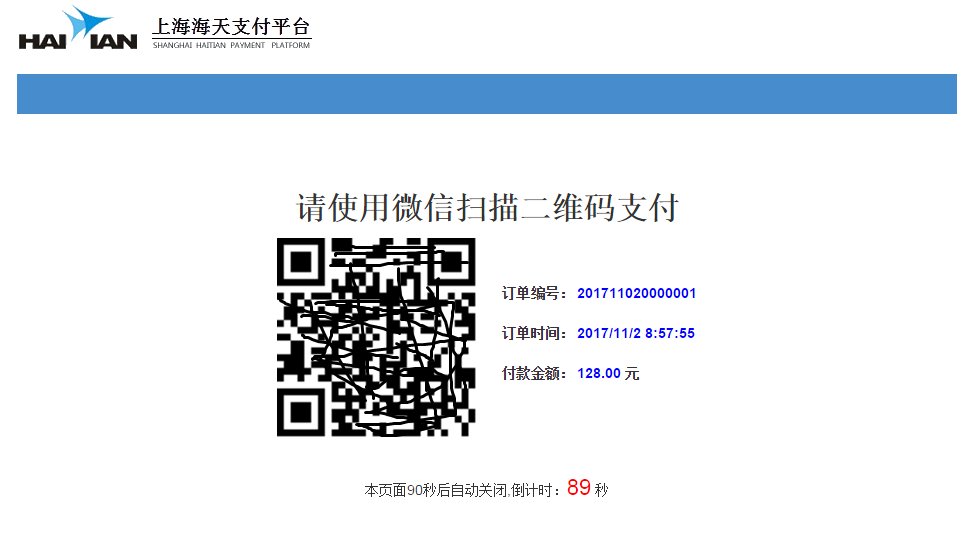 HAITIAN
上海海天支付平台
SHANGHAI HAITIAN PAYMENT PLATFORM
请使用微信扫描二维码支付
订单编号： 201711020000001
订单时间： 2017/11/2 8:57:55
付款金额： 128.00 元
本页面90秒后自动关闭,倒计时：89 秒